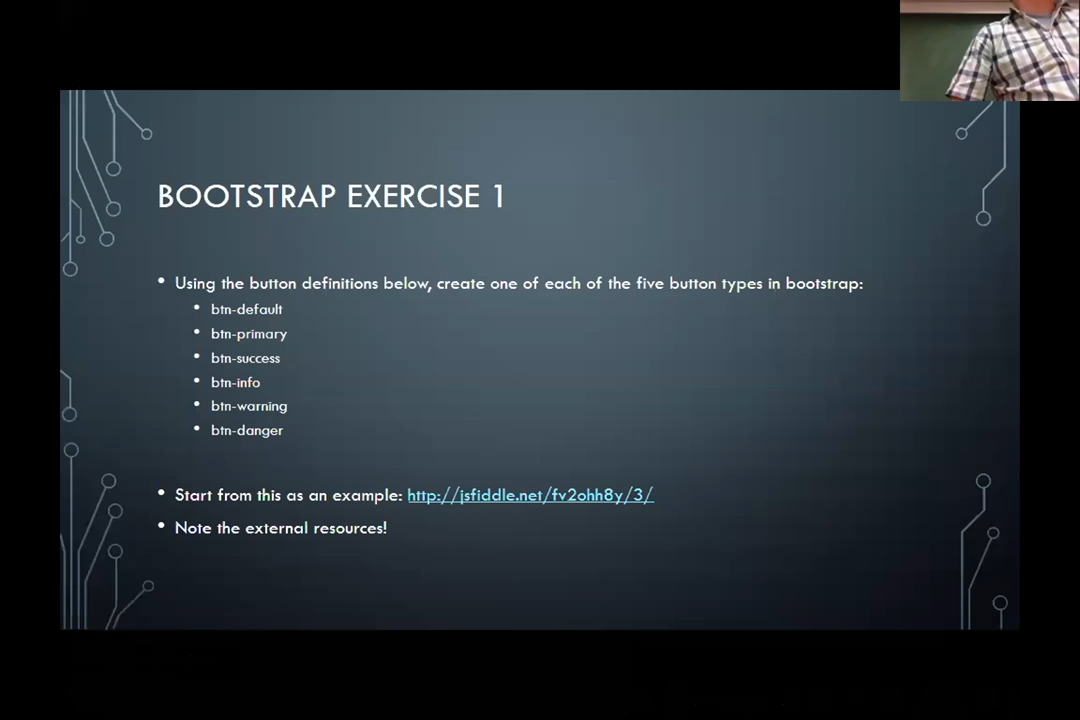 BOOTSTRAP EXERCISE 1
• Using the button definitions below, create one of each of the five button types in bootstrap:
• btn-default
• btn-primary
• btn-success
• btn-info
• btn-warning
• btn-danger
• Start from this as an example: http://jsfiddle.net/fv2ohh8y/3/
• Note the external resources!